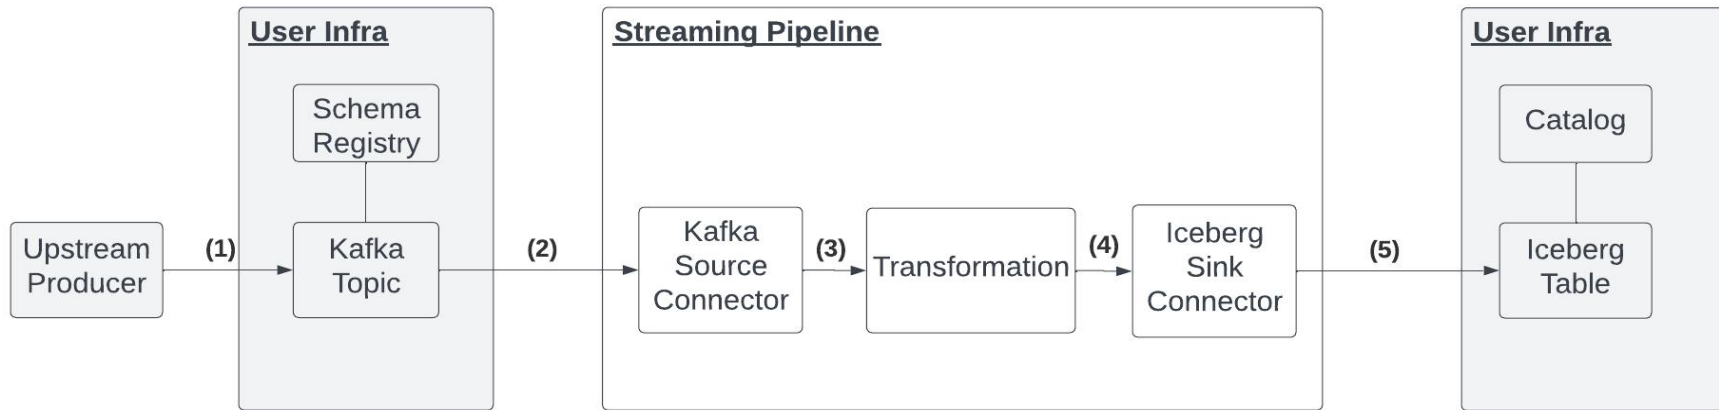 User Infra
Streaming Pipeline
User Infra
Schema
Registry
Catalog
Upstream
Producer
(1)
Kafka
Topic
(2)
Kafka
Source
Connector
(3)
Transformation
(4)
Iceberg
Sink
Connector
(5)
Iceberg
Table